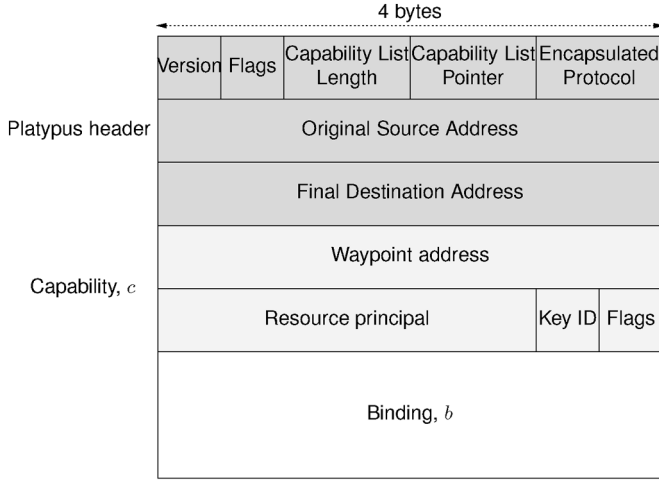 4 bytes
Version
Flags
Capability List
Length
Capability List
Pointer
Encapsulated
Protocol
Platypus header
Original Source Address
Final Destination Address
Waypoint address
Capability, c
Resource principal
Key ID
Flags
Binding, b